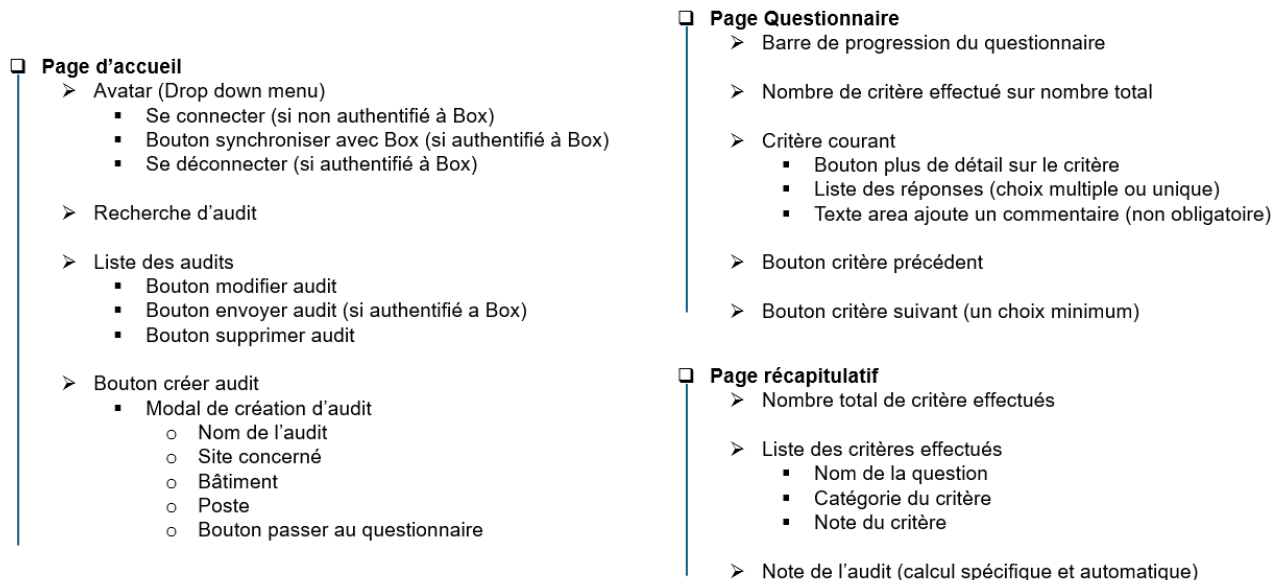 Page d'accueil
Avatar (Drop down menu)
Se connecter (si non authentifié à Box)
Bouton synchroniser avec Box (si authentifié à Box)
Se déconnecter (si authentifié à Box)
Recherche d'audit
Liste des audits
Bouton modifier audit
Bouton envoyer audit (si authentifié a Box)
Bouton supprimer audit
Bouton créer audit
Modal de création d'audit
Nom de l'audit
Site concerné
Bâtiment
Poste
Bouton passer au questionnaire
Page Questionnaire
Barre de progression du questionnaire
Nombre de critère effectué sur nombre total
Critère courant
Bouton plus de détail sur le critère
Liste des réponses (choix multiple ou unique)
Texte area ajoute un commentaire (non obligatoire)
Bouton critère précédent
Bouton critère suivant (un choix minimum)
Page récapitulatif
Nombre total de critère effectués
Liste des critères effectués
Nom de la question
Catégorie du critère
Note du critère
Note de l'audit (calcul spécifique et automatique)